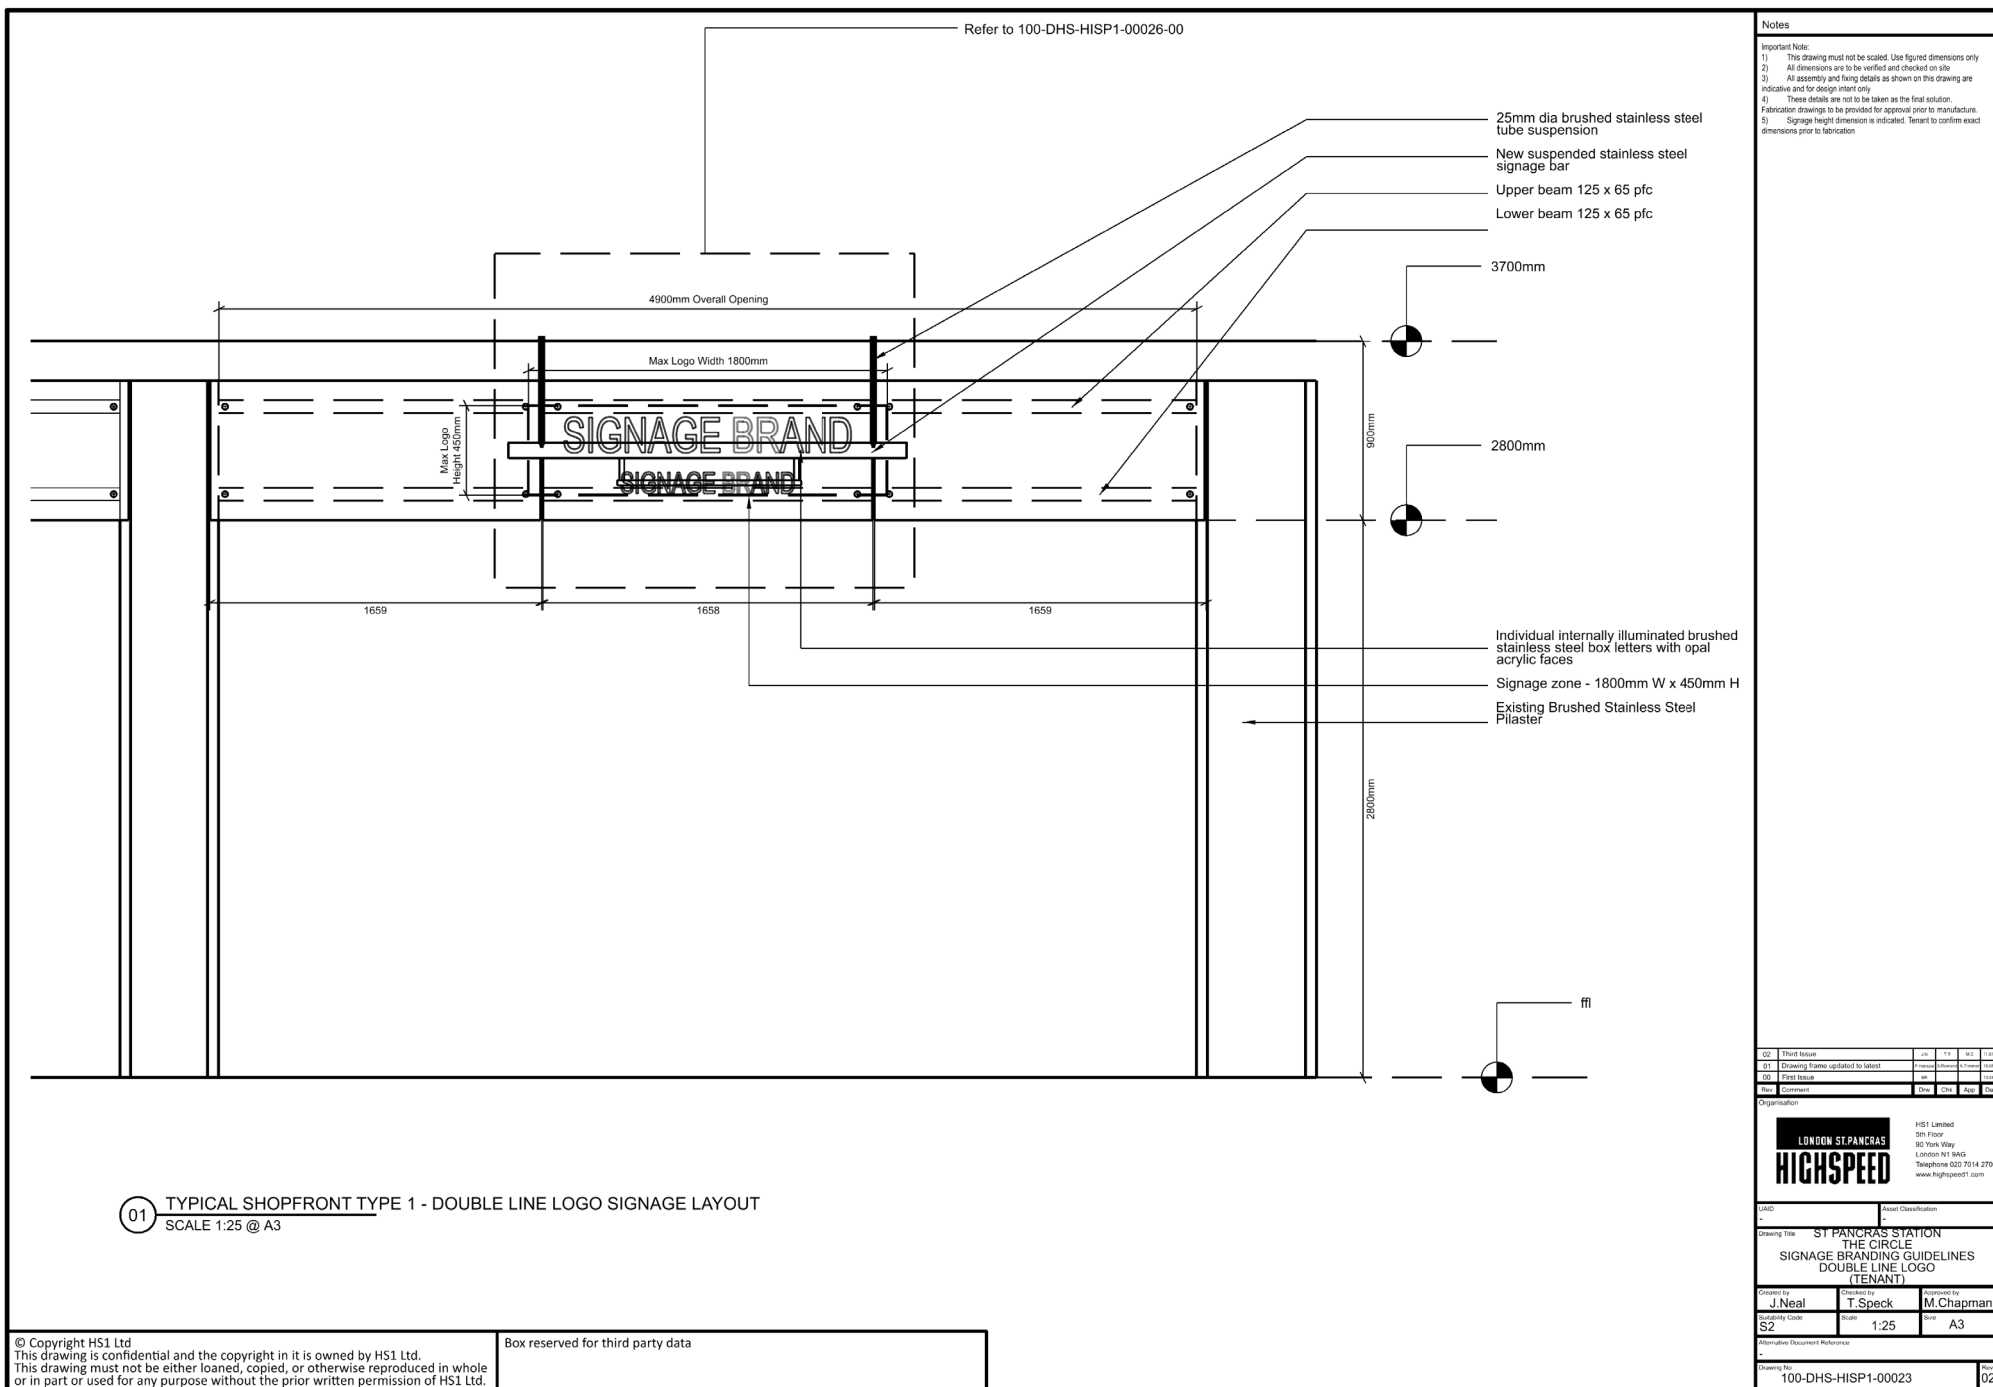 Refer to 100-DHS-HISP1-00026-00
25mm dia brushed stainless steel
tube suspension
New suspended stainless steel
signage bar
Upper beam 125 x 65 pfc
Lower beam 125 x 65 pfc
3700mm
4900mm Overall Opening
Max Logo Width 1800mm
Max Logo
Height 450mm
SIGNAGE BRAND
SIGNAGE BRAND
900mm
2800mm
1659
1658
1659
Individual internally illuminated brushed
stainless steel box letters with opal
acrylic faces
Signage zone - 1800mm W x 450mm H
Existing Brushed Stainless Steel
Pilaster
2800mm
ffl
01
TYPICAL SHOPFRONT TYPE 1 - DOUBLE LINE LOGO SIGNAGE LAYOUT
SCALE 1:25 @ A3
© Copyright HS1 Ltd
This drawing is confidential and the copyright in it is owned by HS1 Ltd.
This drawing must not be either loaned, copied, or otherwise reproduced in whole
or in part or used for any purpose without the prior written permission of HS1 Ltd.
Box reserved for third party data
Notes
Important Note:
1) This drawing must not be scaled. Use figured dimensions only
2) All dimensions are to be verified and checked on site
3) All assembly and fixing details as shown on this drawing are
indicative and for design intent only
4) These details are not to be taken as the final solution.
Fabrication drawings to be provided for approval prior to manufacture.
5) Signage height dimension is indicated. Tenant to confirm exact
dimensions prior to fabrication
02 Third Issue J.N T.S M.C
01 Drawing frame updated to latest
00 First Issue
Rev Comment Drw Chk App
Organisation
LONDON ST.PANCRAS
HIGHSPEED
HS1 Limited
5th Floor
90 York Way
London N1 9AG
Telephone 020 7014 270
www.highspeed1.com
UAID
-
Asset Classification
-
Drawing Title
ST PANCRAS STATION
THE CIRCLE
SIGNAGE BRANDING GUIDELINES
DOUBLE LINE LOGO
(TENANT)
Created by
J.Neal
Checked by
T.Speck
Approved by
M.Chapman
Suitability Code
S2
Scale
1:25
Size
A3
Alternative Document Reference
-
Drawing No
100-DHS-HISP1-00023
Rev
02